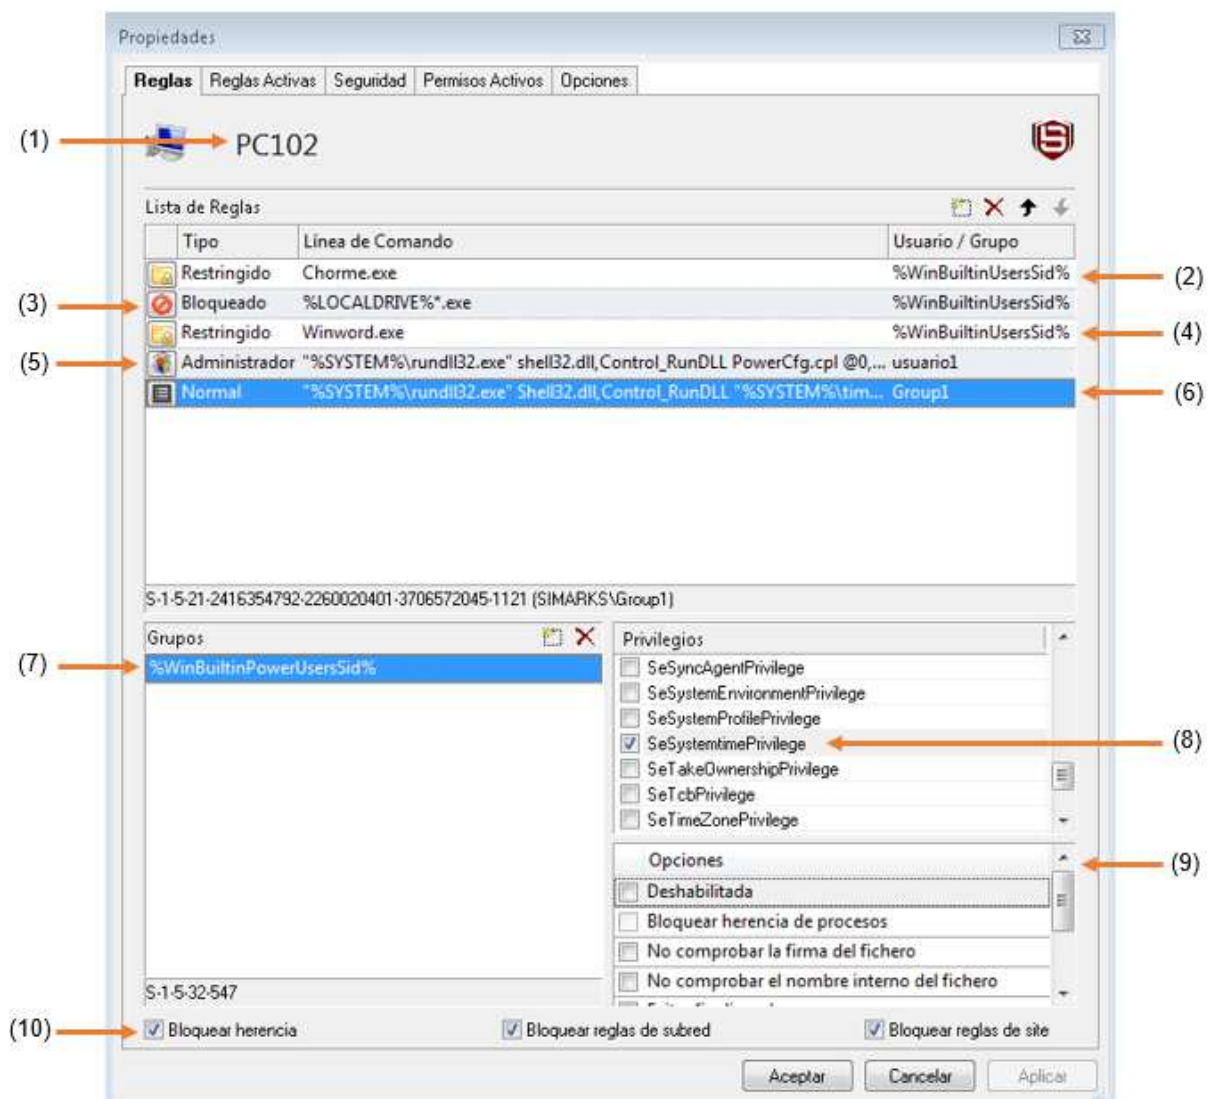 Propiedades
Reglas Reglas Activas Seguridad Permisos Activos Opciones
(1) PC102
Lista de Reglas
Tipo Línea de Comando Usuario / Grupo
Restringido Chorme.exe %WinBuiltinUsersSid% (2)
(3) Bloqueado %LOCALDRIVE%*.exe %WinBuiltinUsersSid%
Restringido Winword.exe %WinBuiltinUsersSid% (4)
(5) Administrador "%SYSTEM%\rundll32.exe" shell32.dll,Control_RunDLL PowerCfg.cpl @0,... usuario1
Normal "%SYSTEM%\rundll32.exe" Shell32.dll,Control_RunDLL "%SYSTEM%\tim... Group1 (6)
S-1-5-21-2416354792-2260020401-3706572045-1121 (SIMARKS\Group1)
Grupos
(7) %WinBuiltinPowerUsersSid%
S-1-5-32-547
Privilegios
SeSyncAgentPrivilege
SeSystemEnvironmentPrivilege
SeSystemProfilePrivilege
SeSystemtimePrivilege (8)
SeTakeOwnershipPrivilege
SeTcbPrivilege
SeTimeZonePrivilege
Opciones (9)
Deshabilitada
Bloquear herencia de procesos
No comprobar la firma del fichero
No comprobar el nombre interno del fichero
(10) Bloquear herencia Bloquear reglas de subred Bloquear reglas de site
Aceptar Cancelar Aplicar